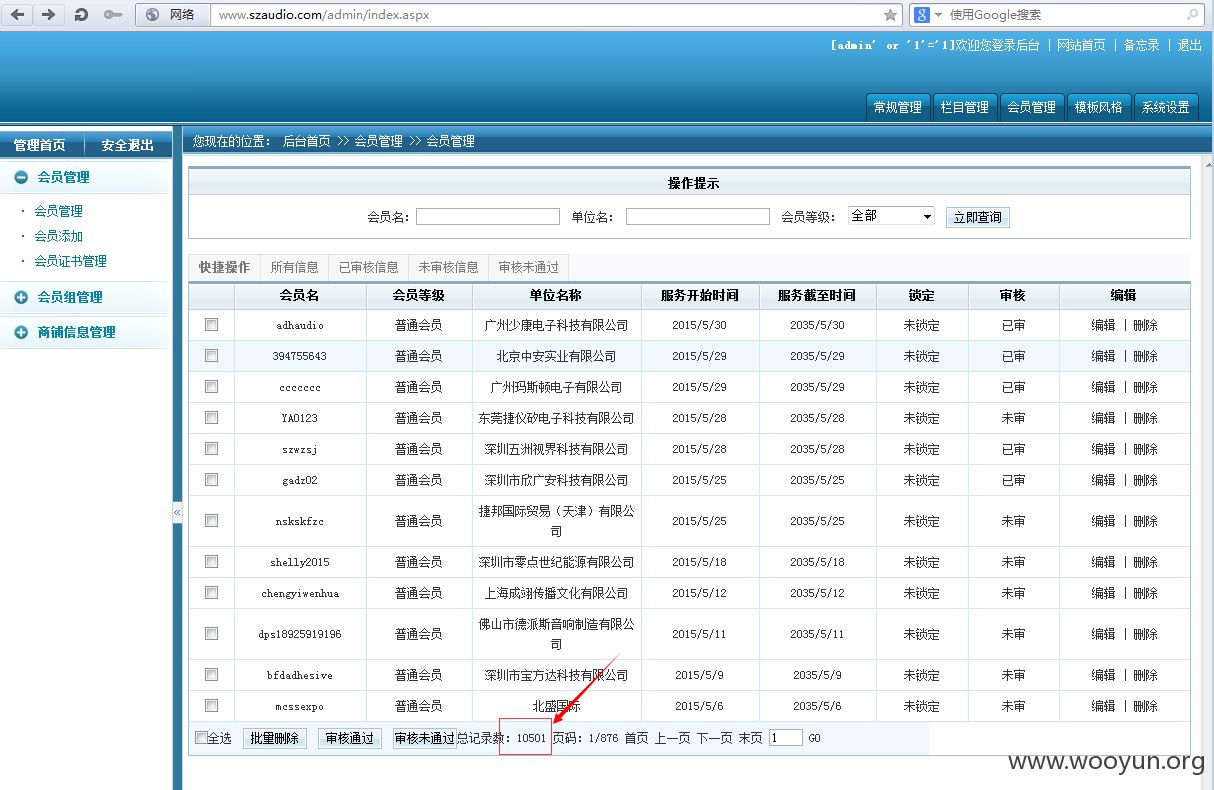 网络 www.szaudio.com/admin/index.aspx 使用Google搜索
[admin' or '1'='1]欢迎您登录后台 | 网站首页 | 备忘录 | 退出
常规管理 栏目管理 会员管理 模板风格 系统设置
管理首页 安全退出
会员管理
· 会员管理
· 会员添加
· 会员证书管理
会员组管理
商铺信息管理
«
您现在的位置： 后台首页 >> 会员管理 >> 会员管理
操作提示
会员名： 单位名： 会员等级： 全部 立即查询
快捷操作 所有信息 已审核信息 未审核信息 审核未通过
会员名 会员等级 单位名称 服务开始时间 服务截至时间 锁定 审核 编辑
adhaudio 普通会员 广州少康电子科技有限公司 2015/5/30 2035/5/30 未锁定 已审 编辑 | 删除
394755643 普通会员 北京中安实业有限公司 2015/5/29 2035/5/29 未锁定 已审 编辑 | 删除
ccccccc 普通会员 广州玛斯顿电子有限公司 2015/5/29 2035/5/29 未锁定 已审 编辑 | 删除
YA0123 普通会员 东莞捷仪矽电子科技有限公司 2015/5/28 2035/5/28 未锁定 未审 编辑 | 删除
szwzsj 普通会员 深圳五洲视界科技有限公司 2015/5/28 2035/5/28 未锁定 已审 编辑 | 删除
gadz02 普通会员 深圳市欣广安科技有限公司 2015/5/25 2035/5/25 未锁定 已审 编辑 | 删除
nskskfzc 普通会员 捷邦国际贸易（天津）有限公
司 2015/5/25 2035/5/25 未锁定 未审 编辑 | 删除
shelly2015 普通会员 深圳市零点世纪能源有限公司 2015/5/18 2035/5/18 未锁定 未审 编辑 | 删除
chengyiwenhua 普通会员 上海成翊传播文化有限公司 2015/5/12 2035/5/12 未锁定 未审 编辑 | 删除
dps18925919196 普通会员 佛山市德派斯音响制造有限公
司 2015/5/11 2035/5/11 未锁定 未审 编辑 | 删除
bfdadhesive 普通会员 深圳市宝方达科技有限公司 2015/5/9 2035/5/9 未锁定 未审 编辑 | 删除
mcssexpo 普通会员 北盛国际 2015/5/6 2035/5/6 未锁定 未审 编辑 | 删除
全选 批量删除 审核通过 审核未通过 总记录数：10501 页码：1/876 首页 上一页 下一页 末页 1 GO
www.wooyun.org